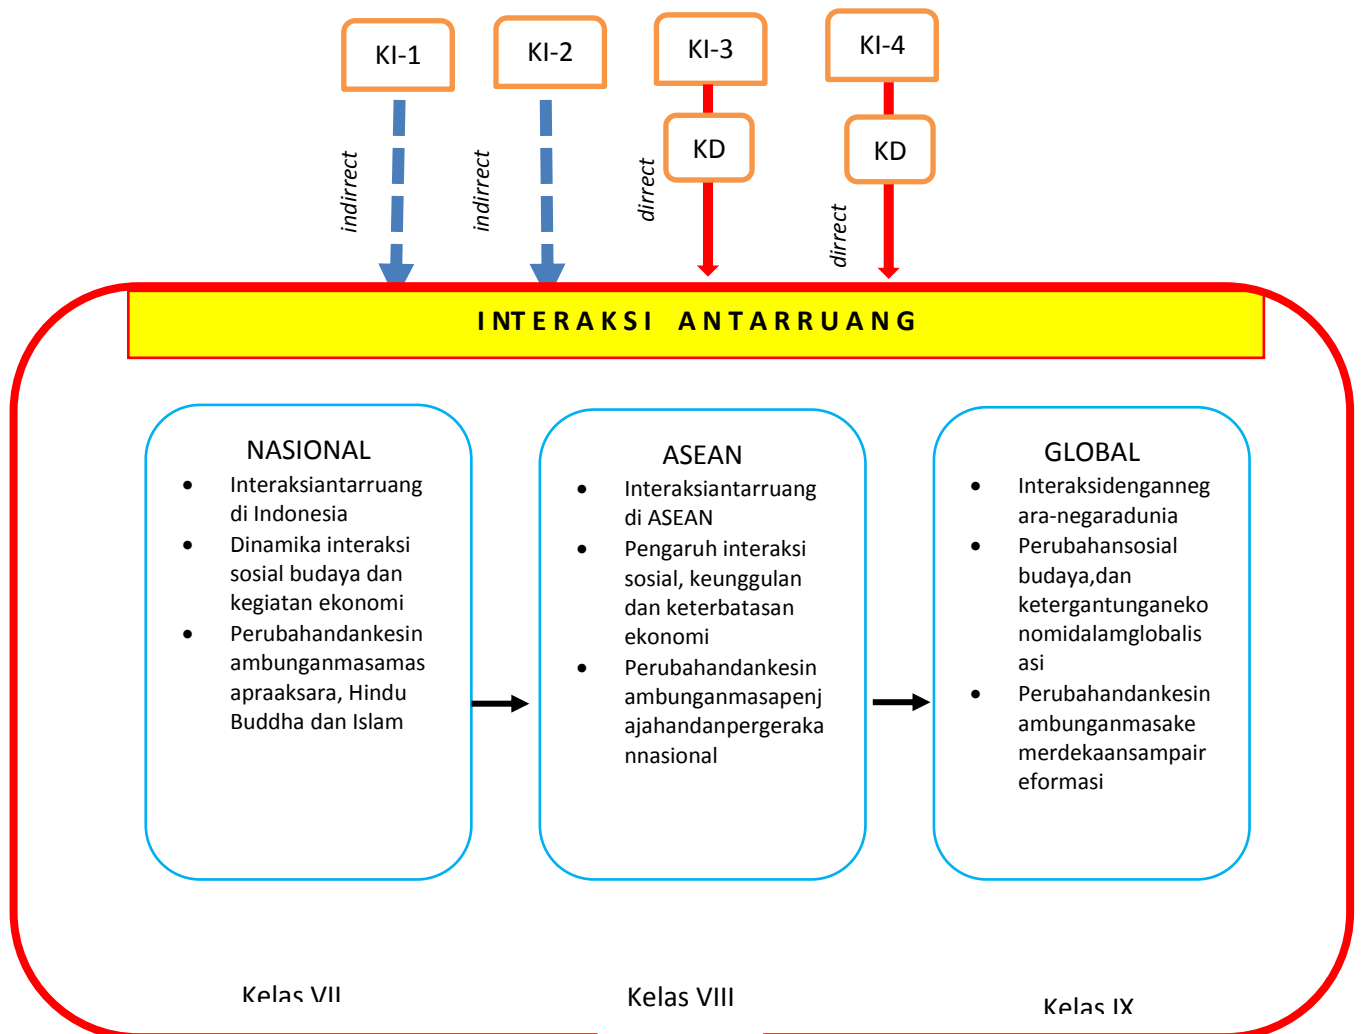 KI-1
KI-2
KI-3
KI-4
KD
KD
indirrect
indirrect
dirrect
dirrect
INTERAKSI ANTARRUANG
NASIONAL
• Interaksiantarruang
di Indonesia
• Dinamika interaksi
sosial budaya dan
kegiatan ekonomi
• Perubahandankesin
ambunganmasamas
apraaksara, Hindu
Buddha dan Islam
ASEAN
• Interaksiantarruang
di ASEAN
• Pengaruh interaksi
sosial, keunggulan
dan keterbatasan
ekonomi
• Perubahandankesin
ambunganmasapenj
ajahandanpergeraka
nnasional
GLOBAL
• Interaksidenganneg
ara-negaradunia
• Perubahansosial
budaya,dan
ketergantunganeko
nomidalamglobalis
asi
• Perubahandankesin
ambunganmasake
merdekaansampair
eformasi
Kelas VII
Kelas VIII
Kelas IX